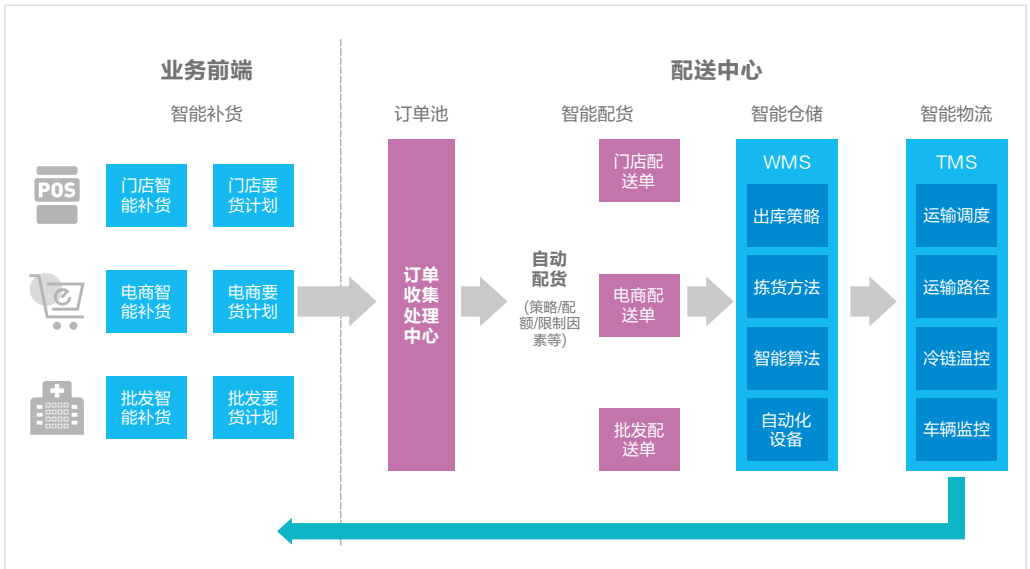 业务前端
配送中心
智能补货
订单池
智能配货
智能仓储
智能物流
POS
门店智
能补货
门店要
货计划
电商智
能补货
电商要
货计划
批发智
能补货
批发要
货计划
订单
收集
处理
中心
自动
配货
(策略/配
额/限制因
素等)
门店配
送单
电商配
送单
批发配
送单
WMS
出库策略
拣货方法
智能算法
自动化
设备
TMS
运输调度
运输路径
冷链温控
车辆监控